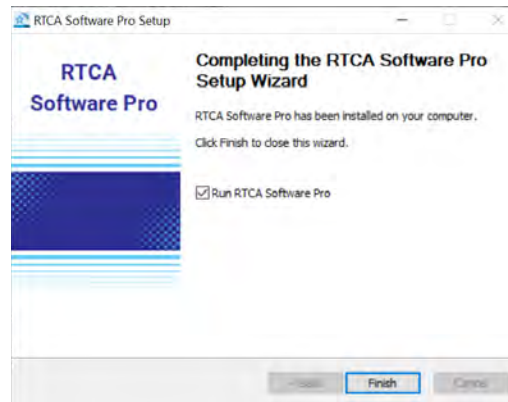 RTCA Software Pro Setup
RTCA
Software Pro
Completing the RTCA Software Pro
Setup Wizard
RTCA Software Pro has been installed on your computer.
Click Finish to close this wizard.
Run RTCA Software Pro
Finish
Cancel